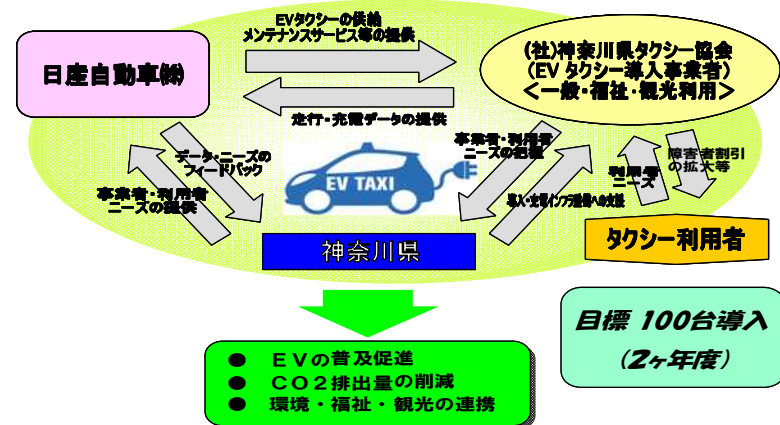 EVタクシーの供給
メンテナンスサービス等の提供
日産自動車㈱
(社)神奈川県タクシー協会
(EV タクシー導入事業者)
＜一般・福祉・観光利用＞
走行・充電データの提供
データ・ニーズの
フィードバック
事業者・利用者
ニーズの提供
EV TAXI
事業者・利用者
ニーズの把握
導入・充電インフラ整備への支援
利用者
ニーズ
障害者割引
の拡大等
神奈川県
タクシー利用者
● EVの普及促進
● CO2排出量の削減
● 環境・福祉・観光の連携
目標 100台導入
(2ヶ年度)